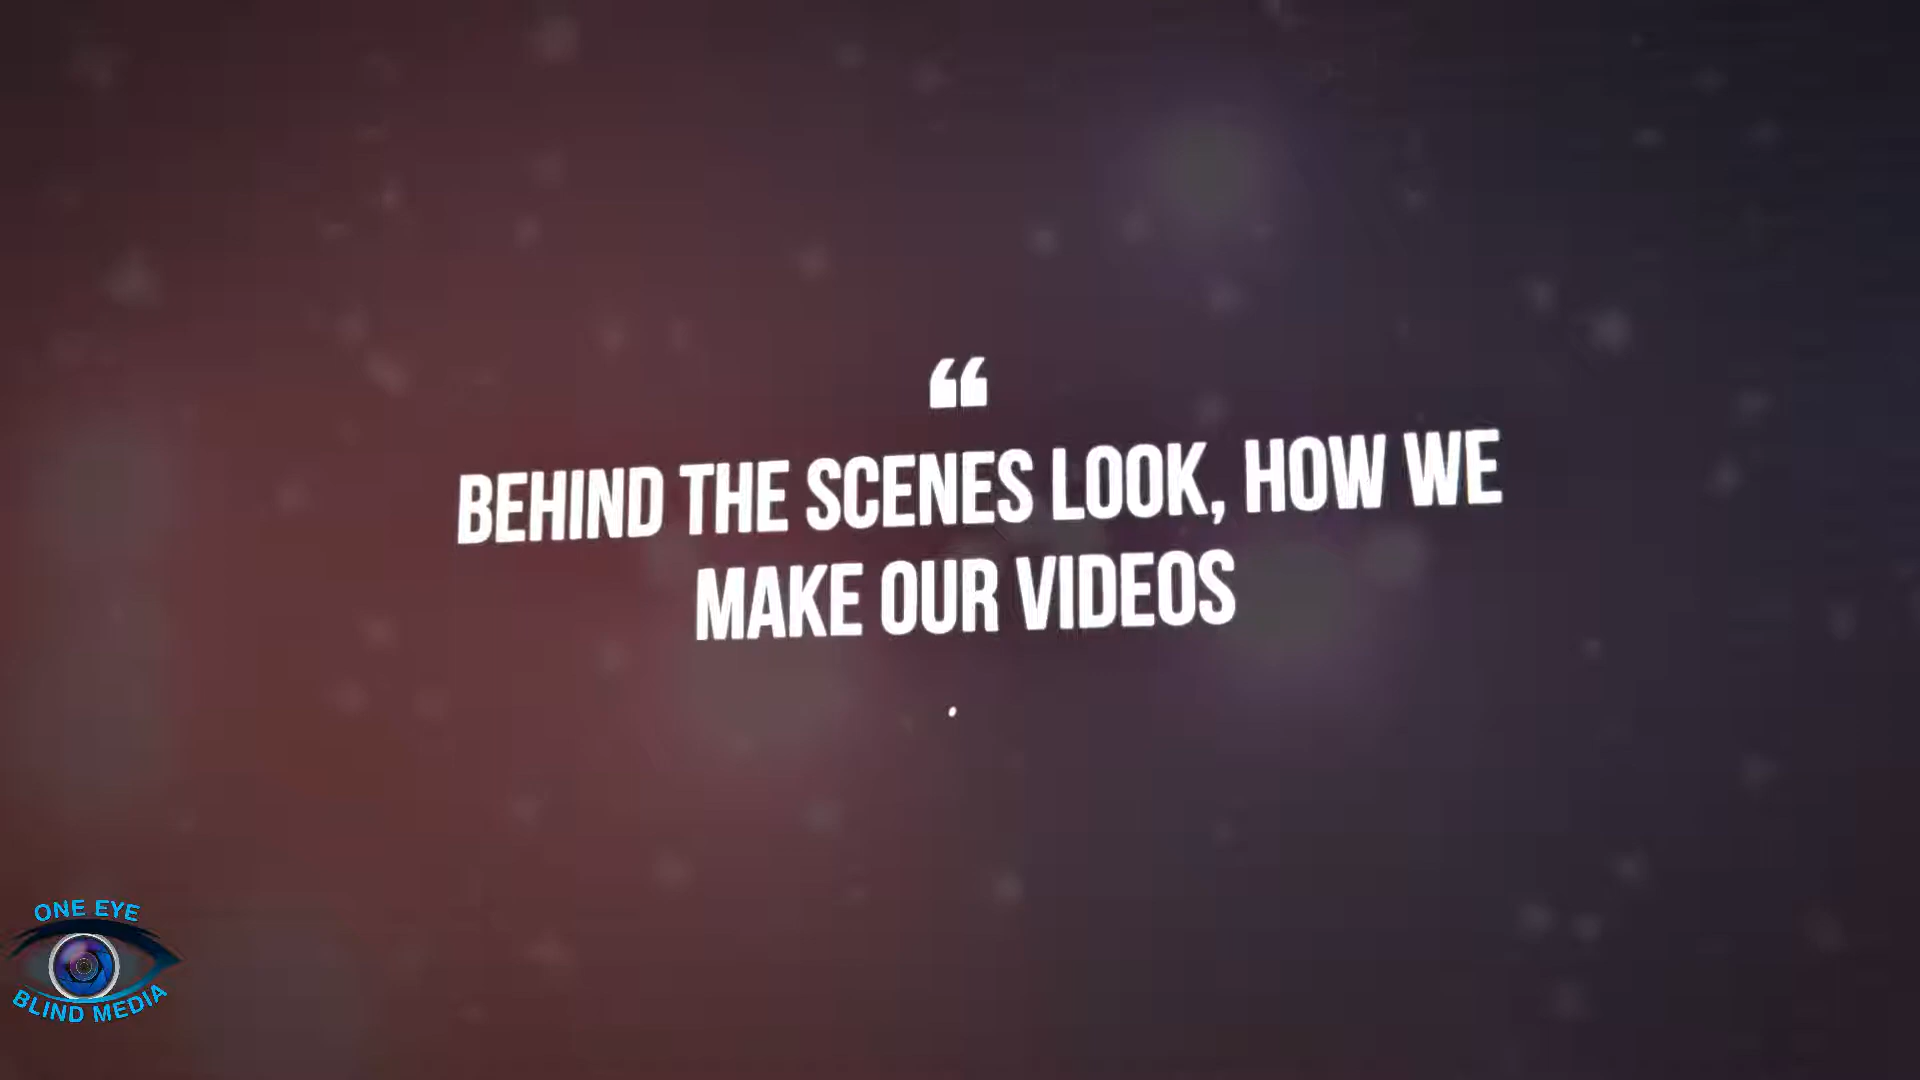 “
BEHIND THE SCENES LOOK, HOW WE
MAKE OUR VIDEOS
ONE EYE
BLIND MEDIA